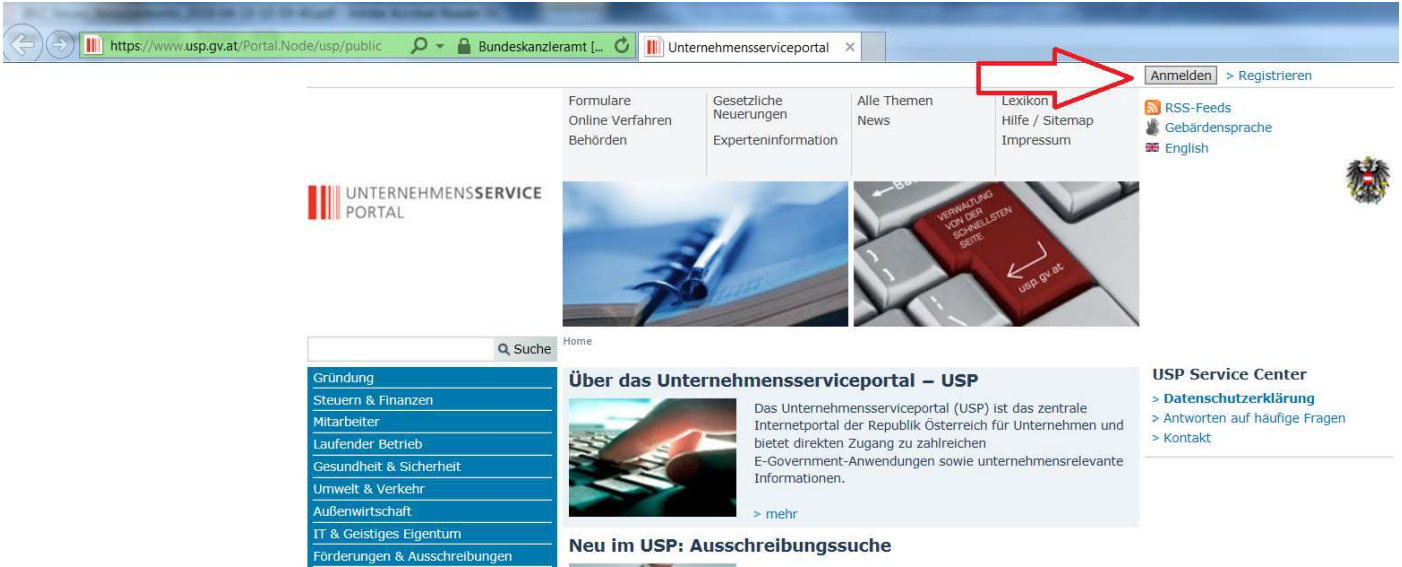 https://www.usp.gv.at/Portal.Node/usp/public
Bundeskanzleramt [...
Unternehmensserviceportal
Anmelden > Registrieren
Formulare
Online Verfahren
Behörden
Gesetzliche
Neuerungen
Experteninformation
Alle Themen
News
Lexikon
Hilfe / Sitemap
Impressum
RSS-Feeds
Gebärdensprache
English
UNTERNEHMENSSERVICE
PORTAL
VERWALTUNG
VON DER
SCHNELLSTEN
SEITE.
usp.gv.at
Suche
Home
Gründung
Steuern & Finanzen
Mitarbeiter
Laufender Betrieb
Gesundheit & Sicherheit
Umwelt & Verkehr
Außenwirtschaft
IT & Geistiges Eigentum
Förderungen & Ausschreibungen
Über das Unternehmensserviceportal – USP
Das Unternehmensserviceportal (USP) ist das zentrale
Internetportal der Republik Österreich für Unternehmen und
bietet direkten Zugang zu zahlreichen
E-Government-Anwendungen sowie unternehmensrelevante
Informationen.
> mehr
Neu im USP: Ausschreibungssuche
USP Service Center
> Datenschutzerklärung
> Antworten auf häufige Fragen
> Kontakt